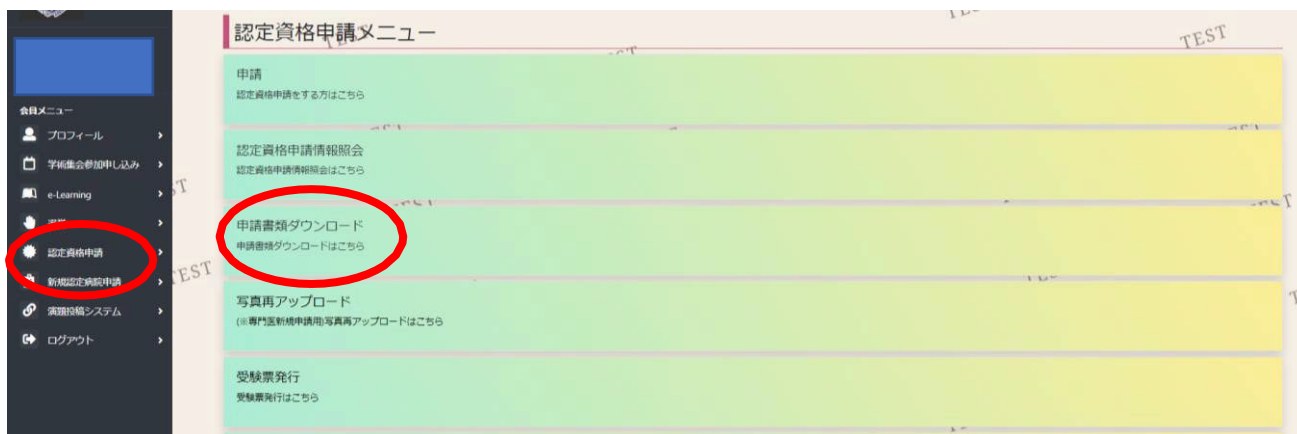 認定資格申請メニュー
TEST
TEST
申請
認定資格申請をする方はこちら
会員メニュー
プロフィール
認定資格申請情報照会
認定資格申請情報照会はこちら
学術集会参加申し込み
e-Learning
申請書類ダウンロード
申請書類ダウンロードはこちら
認定資格申請
新規認定病院申請
TEST
写真再アップロード
(※専門医新規申請用)写真再アップロードはこちら
演題投稿システム
ログアウト
受験票発行
受験票発行はこちら